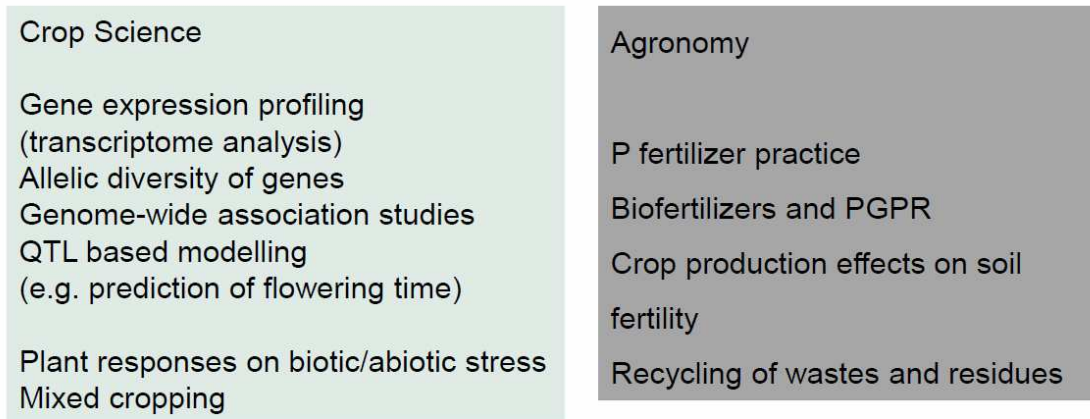 Crop Science
Gene expression profiling
(transcriptome analysis)
Allelic diversity of genes
Genome-wide association studies
QTL based modelling
(e.g. prediction of flowering time)
Plant responses on biotic/abiotic stress
Mixed cropping
Agronomy
P fertilizer practice
Biofertilizers and PGPR
Crop production effects on soil
fertility
Recycling of wastes and residues